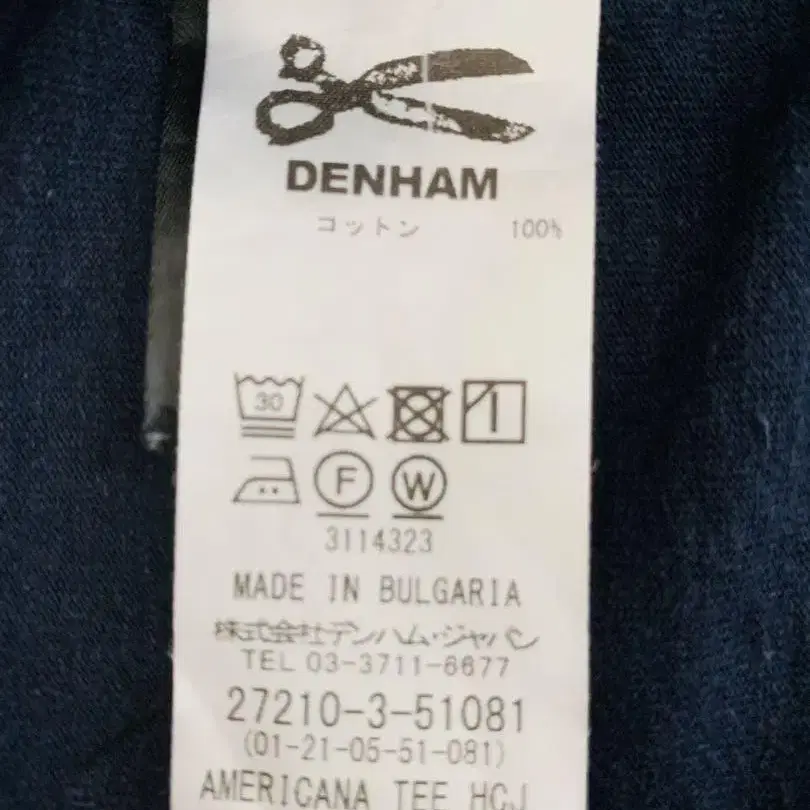 DENHAM
コットン 100%
30
F W
3114323
MADE IN BULGARIA
株式会社デンハム・ジャパン
TEL 03-3711-6677
27210-3-51081
(01-21-05-51-081)
AMERICANA TEE HCJ